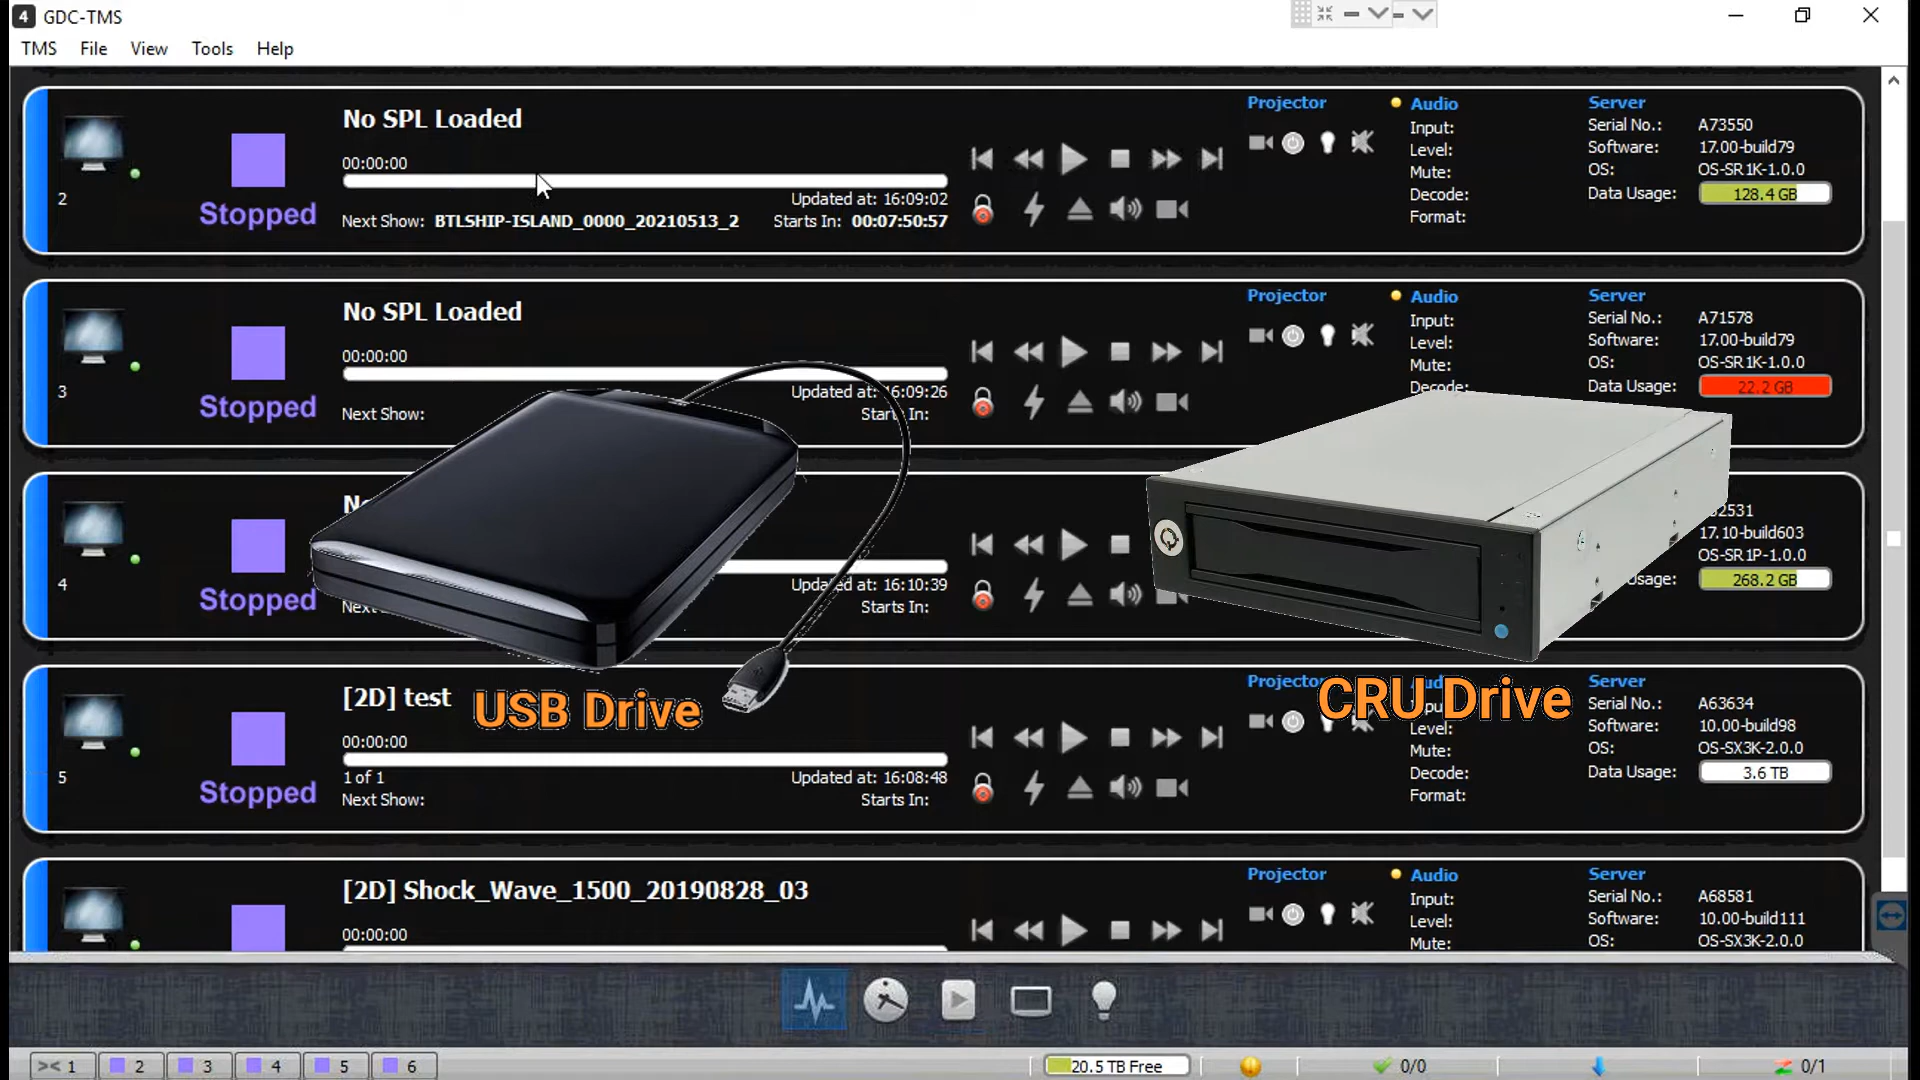 4 GDC-TMS
TMS File View Tools Help
No SPL Loaded
00:00:00
Updated at: 16:09:02
Next Show: BTLSHIP-ISLAND_0000_20210513_2 Starts In: 00:07:50:57
2
Stopped
Projector
Audio
Input:
Level:
Mute:
Decode:
Format:
Server
Serial No.: A73550
Software: 17.00-build79
OS: OS-SR1K-1.0.0
Data Usage: 128.4 GB
No SPL Loaded
00:00:00
Updated at: 16:09:26
Next Show: Starts In:
3
Stopped
Projector
Audio
Input:
Level:
Mute:
Decode:
Server
Serial No.: A71578
Software: 17.00-build79
OS: OS-SR1K-1.0.0
Data Usage: 22.2 GB
Updated at: 16:10:39
Starts In:
4
Stopped
2531
17.10-build603
OS-SR1P-1.0.0
Usage: 268.2 GB
USB Drive
CRU Drive
[2D] test
00:00:00
1 of 1
Updated at: 16:08:48
Next Show: Starts In:
5
Stopped
Projector
Level:
Mute:
Decode:
Format:
Server
Serial No.: A63634
Software: 10.00-build98
OS: OS-SX3K-2.0.0
Data Usage: 3.6 TB
[2D] Shock_Wave_1500_20190828_03
00:00:00
Projector
Audio
Input:
Level:
Mute:
Server
Serial No.: A68581
Software: 10.00-build111
OS: OS-SX3K-2.0.0
1 2 3 4 5 6
20.5 TB Free
0/0
0/1